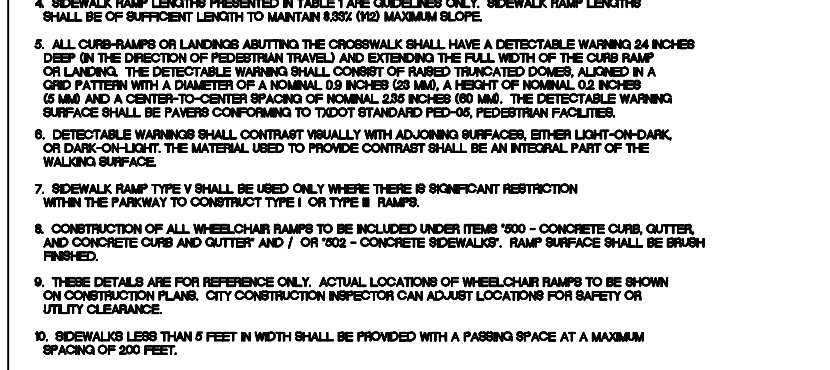 4. SIDEWALK RAMP LENGTHS PRESENTED IN TABLE 1 ARE GUIDELINES ONLY. SIDEWALK RAMP LENGTHS
SHALL BE OF SUFFICIENT LENGTH TO MAINTAIN 8.33% (1/12) MAXIMUM SLOPE.
5. ALL CURB-RAMPS OR LANDINGS ABUTTING THE CROSSWALK SHALL HAVE A DETECTABLE WARNING 24 INCHES
DEEP (IN THE DIRECTION OF PEDESTRIAN TRAVEL) AND EXTENDING THE FULL WIDTH OF THE CURB RAMP
OR LANDING. THE DETECTABLE WARNING SHALL CONSIST OF RAISED TRUNCATED DOMES, ALIGNED IN A
GRID PATTERN WITH A DIAMETER OF A NOMINAL 0.9 INCHES (23 MM), A HEIGHT OF NOMINAL 0.2 INCHES
(5 MM) AND A CENTER-TO-CENTER SPACING OF NOMINAL 2.35 INCHES (60 MM). THE DETECTABLE WARNING
SURFACE SHALL BE PAVERS CONFORMING TO TXDOT STANDARD PED-05, PEDESTRIAN FACILITIES.
6. DETECTABLE WARNINGS SHALL CONTRAST VISUALLY WITH ADJOINING SURFACES, EITHER LIGHT-ON-DARK,
OR DARK-ON-LIGHT. THE MATERIAL USED TO PROVIDE CONTRAST SHALL BE AN INTEGRAL PART OF THE
WALKING SURFACE.
7. SIDEWALK RAMP TYPE V SHALL BE USED ONLY WHERE THERE IS SIGNIFICANT RESTRICTION
WITHIN THE PARKWAY TO CONSTRUCT TYPE I OR TYPE III RAMPS.
8. CONSTRUCTION OF ALL WHEELCHAIR RAMPS TO BE INCLUDED UNDER ITEMS "500 - CONCRETE CURB, GUTTER,
AND CONCRETE CURB AND GUTTER" AND / OR "502 - CONCRETE SIDEWALKS". RAMP SURFACE SHALL BE BRUSH
FINISHED.
9. THESE DETAILS ARE FOR REFERENCE ONLY. ACTUAL LOCATIONS OF WHEELCHAIR RAMPS TO BE SHOWN
ON CONSTRUCTION PLANS. CITY CONSTRUCTION INSPECTOR CAN ADJUST LOCATIONS FOR SAFETY OR
UTILITY CLEARANCE.
10. SIDEWALKS LESS THAN 5 FEET IN WIDTH SHALL BE PROVIDED WITH A PASSING SPACE AT A MAXIMUM
SPACING OF 200 FEET.